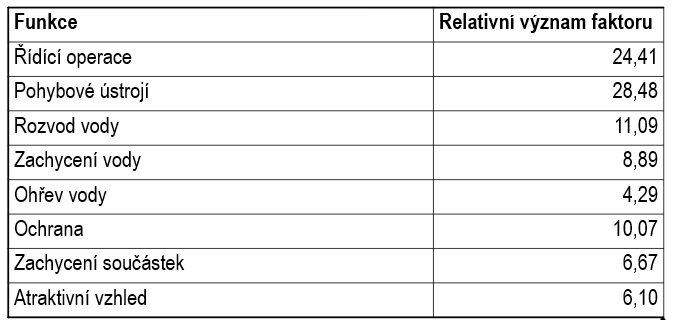 Funkce Relativní význam faktoru
Řídící operace 24,41
Pohybové ústrojí 28,48
Rozvod vody 11,09
Zachycení vody 8,89
Ohřev vody 4,29
Ochrana 10,07
Zachycení součástek 6,67
Atraktivní vzhled 6,10